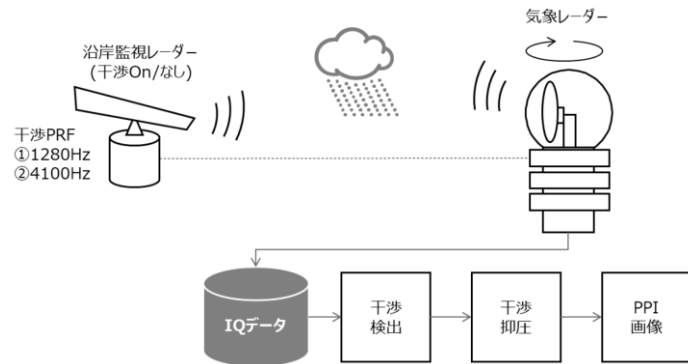 気象レーダー
沿岸監視レーダー
(干渉On/なし)
干渉PRF
①1280Hz
②4100Hz
IQデータ
干渉
検出
干渉
抑圧
PPI
画像